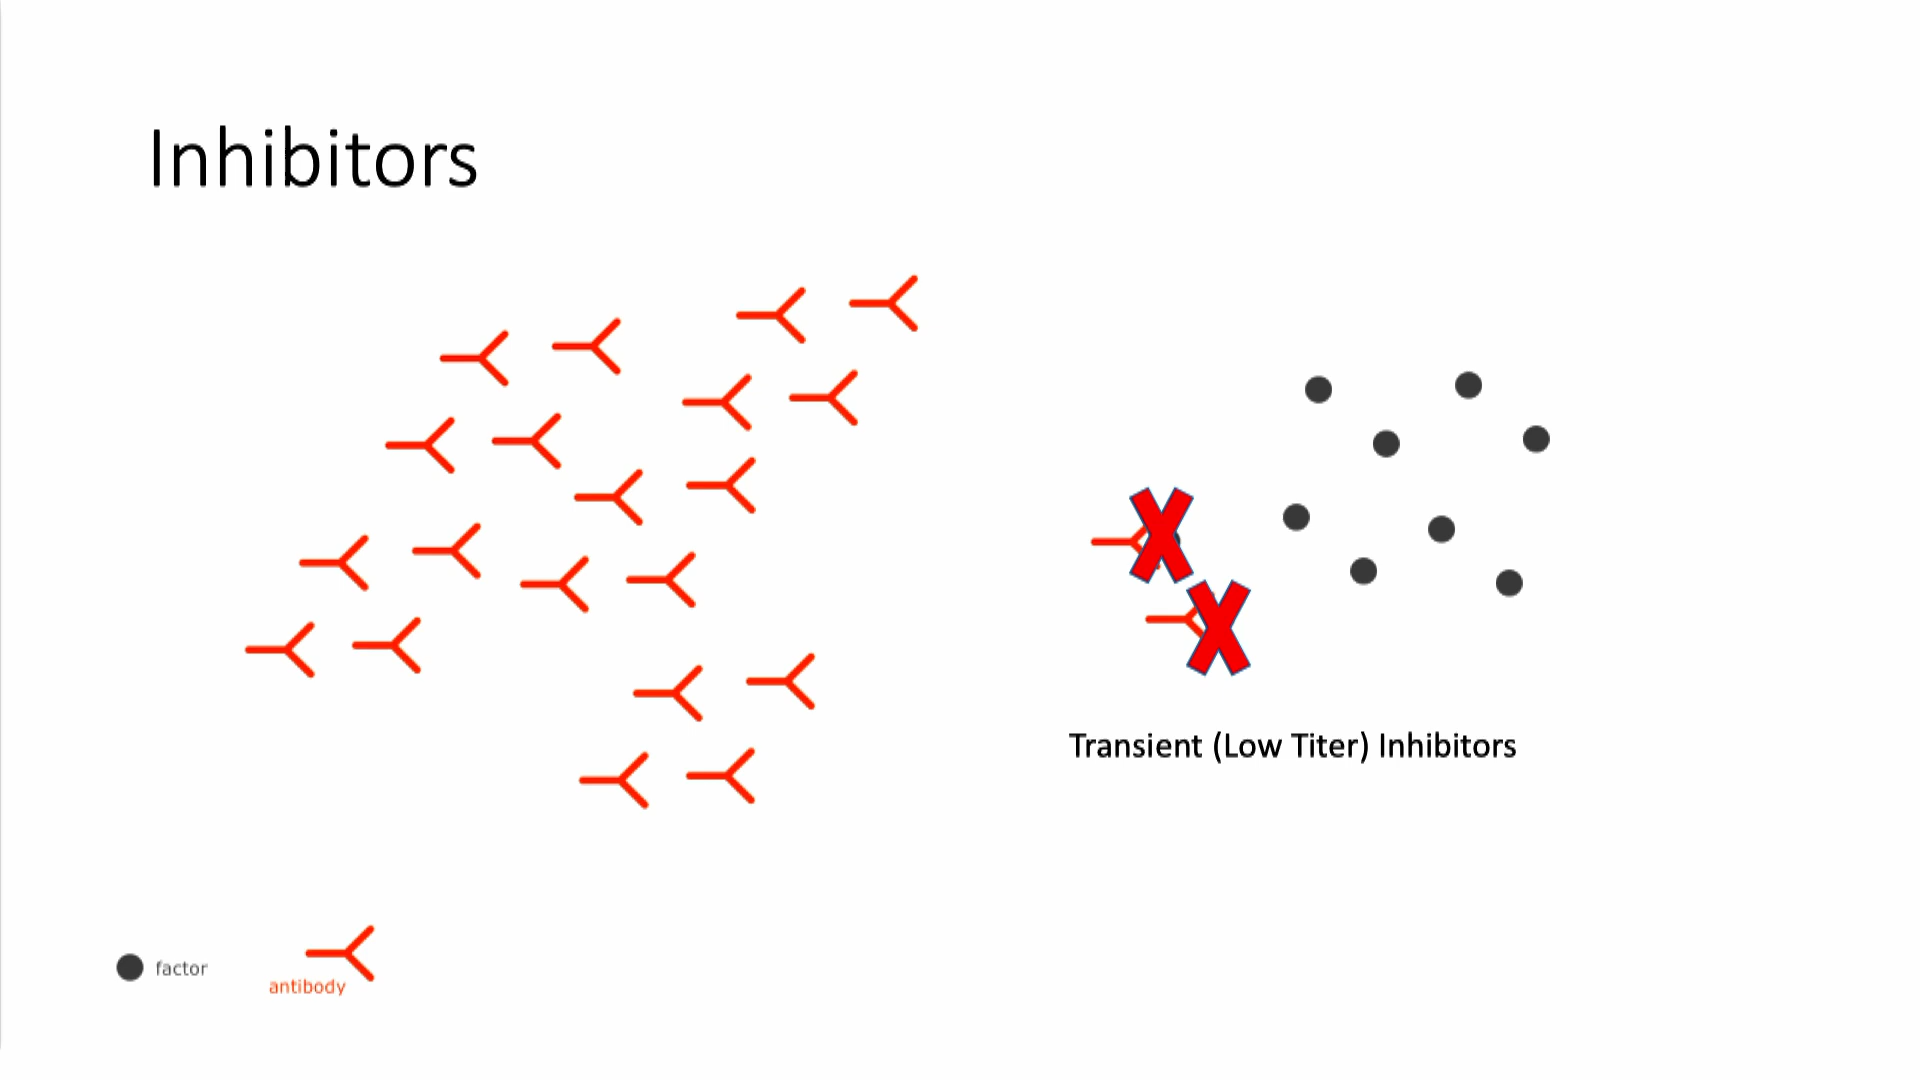 Inhibitors
Transient (Low Titer) Inhibitors
factor
antibody